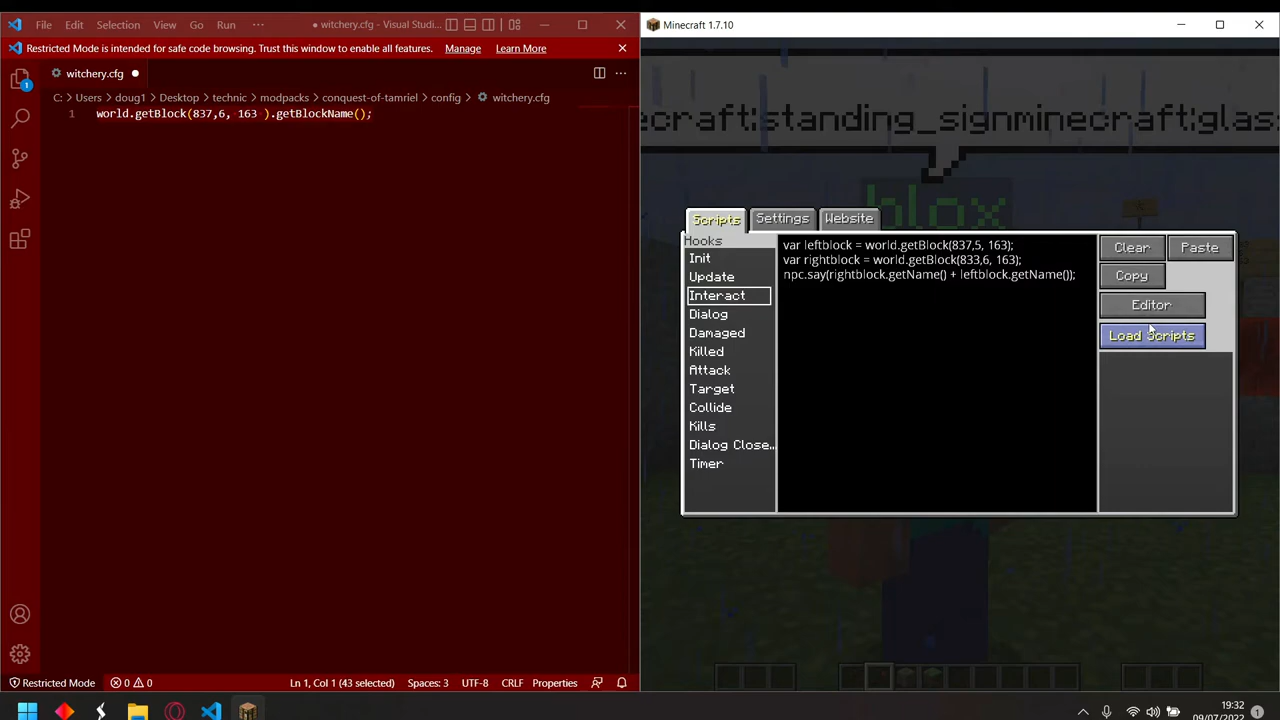 File Edit Selection View Go Run ··· ● witchery.cfg - Visual Studi...
Restricted Mode is intended for safe code browsing. Trust this window to enable all features. Manage Learn More
witchery.cfg ●
C: > Users > doug1 > Desktop > technic > modpacks > conquest-of-tamriel > config > witchery.cfg
1 world.getBlock(837,6, 163 ).getBlockName();
1
Restricted Mode 0 0 Ln 1, Col 1 (43 selected) Spaces: 3 UTF-8 CRLF Properties
Minecraft 1.7.10
ecraft:standing_signminecraft:glas
blox
Scripts Settings Website
Hooks
Init
Update
Interact
Dialog
Damaged
Killed
Attack
Target
Collide
Kills
Dialog Close..
Timer
var leftblock = world.getBlock(837,5, 163);
var rightblock = world.getBlock(833,6, 163);
npc.say(rightblock.getName() + leftblock.getName());
Clear Paste
Copy
Editor
Load Scripts
19:32
09/07/2022
1